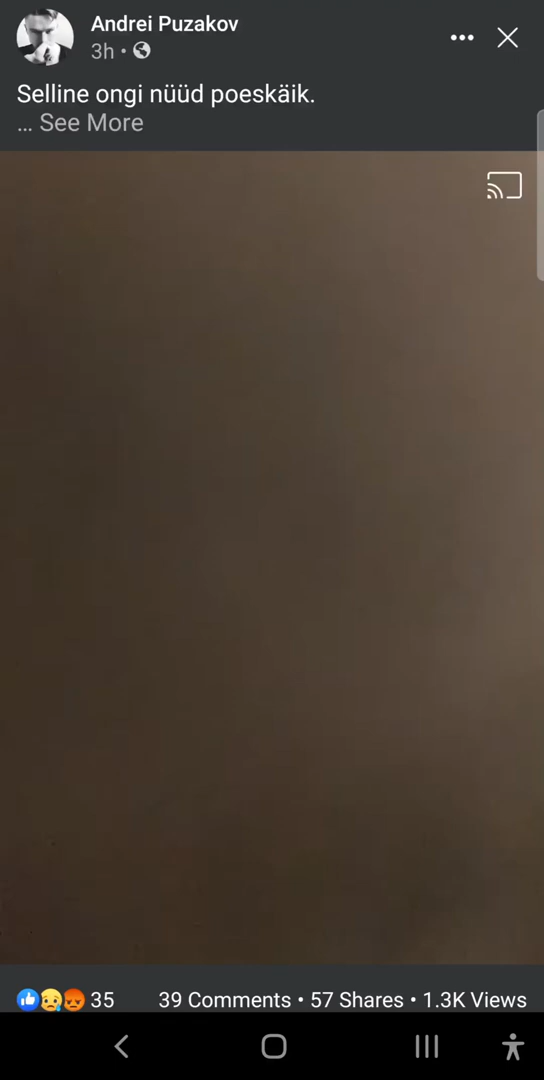 Andrei Puzakov
3h •
Selline ongi nüüd poeskäik.
... See More
35 39 Comments • 57 Shares • 1.3K Views